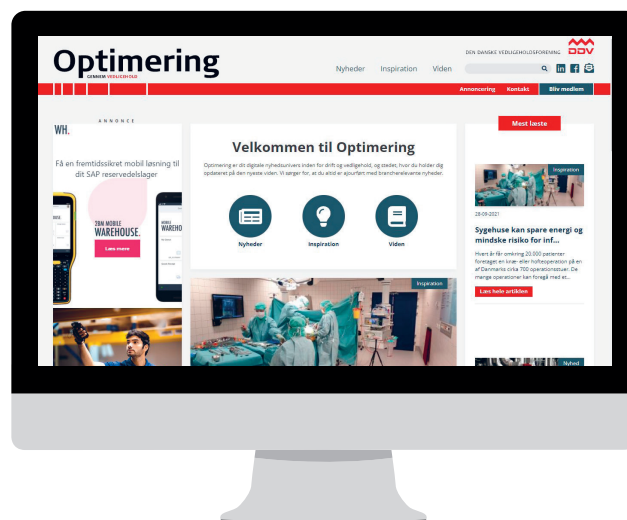 DEN DANSKE VEDLIGEHOLDSFORENING
DDV
Optimering
GENNEM VEDLIGEHOLD
Nyheder Inspiration Viden
Annoncering Kontakt Bliv medlem
ANNONCE
WH.
Få en fremtidssikret mobil løsning til
dit SAP reservedelslager
2BM MOBILE
WAREHOUSE.
Læs mere
MOBILE
WAREHO
Velkommen til Optimering
Optimering er dit digitale nyhedsunivers inden for drift og vedligehold, og stedet, hvor du holder dig
opdateret på den nyeste viden. Vi sørger for, at du altid er ajourført med brancherelevante nyheder.
Nyheder Inspiration Viden
Inspiration
Mest læste
Inspiration
28-09-2021
Sygehuse kan spare energi og
mindske risiko for inf...
Hvert år får omkring 20.000 patienter
foretaget en knæ- eller hofteoperation på en
af Danmarks cirka 700 operationsstuer. De
mange operationer kan foregå med et...
Læs hele artiklen
Nyhed